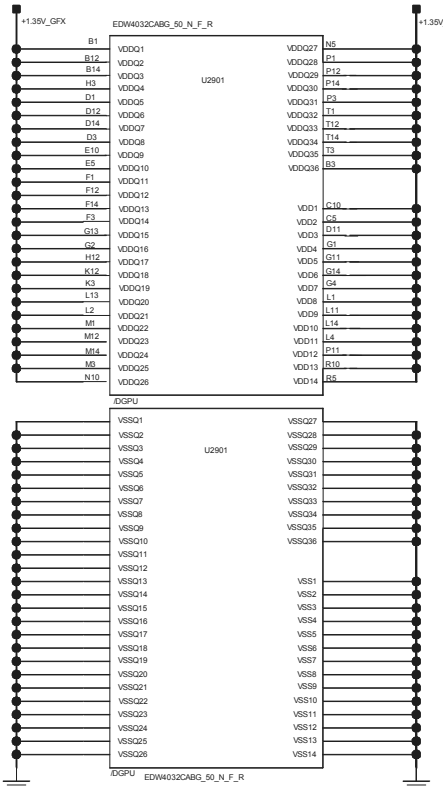 +1.35V_GFX
EDW4032CABG_50_N_F_R
+1.35V
U2901
B1 VDDQ1
B12 VDDQ2
B14 VDDQ3
H3 VDDQ4
D1 VDDQ5
D12 VDDQ6
D14 VDDQ7
D3 VDDQ8
E10 VDDQ9
E5 VDDQ10
F1 VDDQ11
F12 VDDQ12
F14 VDDQ13
F3 VDDQ14
G13 VDDQ15
G2 VDDQ16
H12 VDDQ17
K12 VDDQ18
K3 VDDQ19
L13 VDDQ20
L2 VDDQ21
M1 VDDQ22
M12 VDDQ23
M14 VDDQ24
M3 VDDQ25
N10 VDDQ26
VDDQ27 N5
VDDQ28 P1
VDDQ29 P12
VDDQ30 P14
VDDQ31 P3
VDDQ32 T1
VDDQ33 T12
VDDQ34 T14
VDDQ35 T3
VDDQ36 B3
VDD1 C10
VDD2 C5
VDD3 D11
VDD4 G1
VDD5 G11
VDD6 G14
VDD7 G4
VDD8 L1
VDD9 L11
VDD10 L14
VDD11 L4
VDD12 P11
VDD13 R10
VDD14 R5
/DGPU
U2901
VSSQ1
VSSQ2
VSSQ3
VSSQ4
VSSQ5
VSSQ6
VSSQ7
VSSQ8
VSSQ9
VSSQ10
VSSQ11
VSSQ12
VSSQ13
VSSQ14
VSSQ15
VSSQ16
VSSQ17
VSSQ18
VSSQ19
VSSQ20
VSSQ21
VSSQ22
VSSQ23
VSSQ24
VSSQ25
VSSQ26
VSSQ27
VSSQ28
VSSQ29
VSSQ30
VSSQ31
VSSQ32
VSSQ33
VSSQ34
VSSQ35
VSSQ36
VSS1
VSS2
VSS3
VSS4
VSS5
VSS6
VSS7
VSS8
VSS9
VSS10
VSS11
VSS12
VSS13
VSS14
/DGPU
EDW4032CABG_50_N_F_R